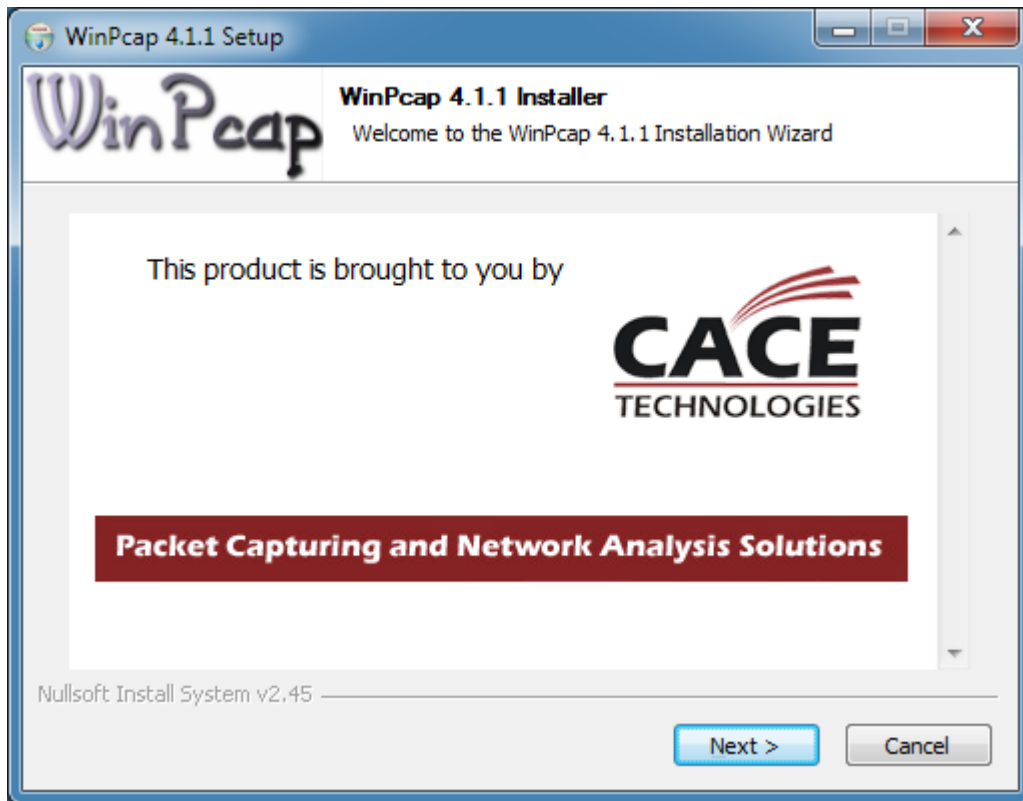 WinPcap 4.1.1 Setup
WinPcap
WinPcap 4.1.1 Installer
Welcome to the WinPcap 4.1.1 Installation Wizard
This product is brought to you by
CACE
TECHNOLOGIES
Packet Capturing and Network Analysis Solutions
Nullsoft Install System v2.45
Next >
Cancel